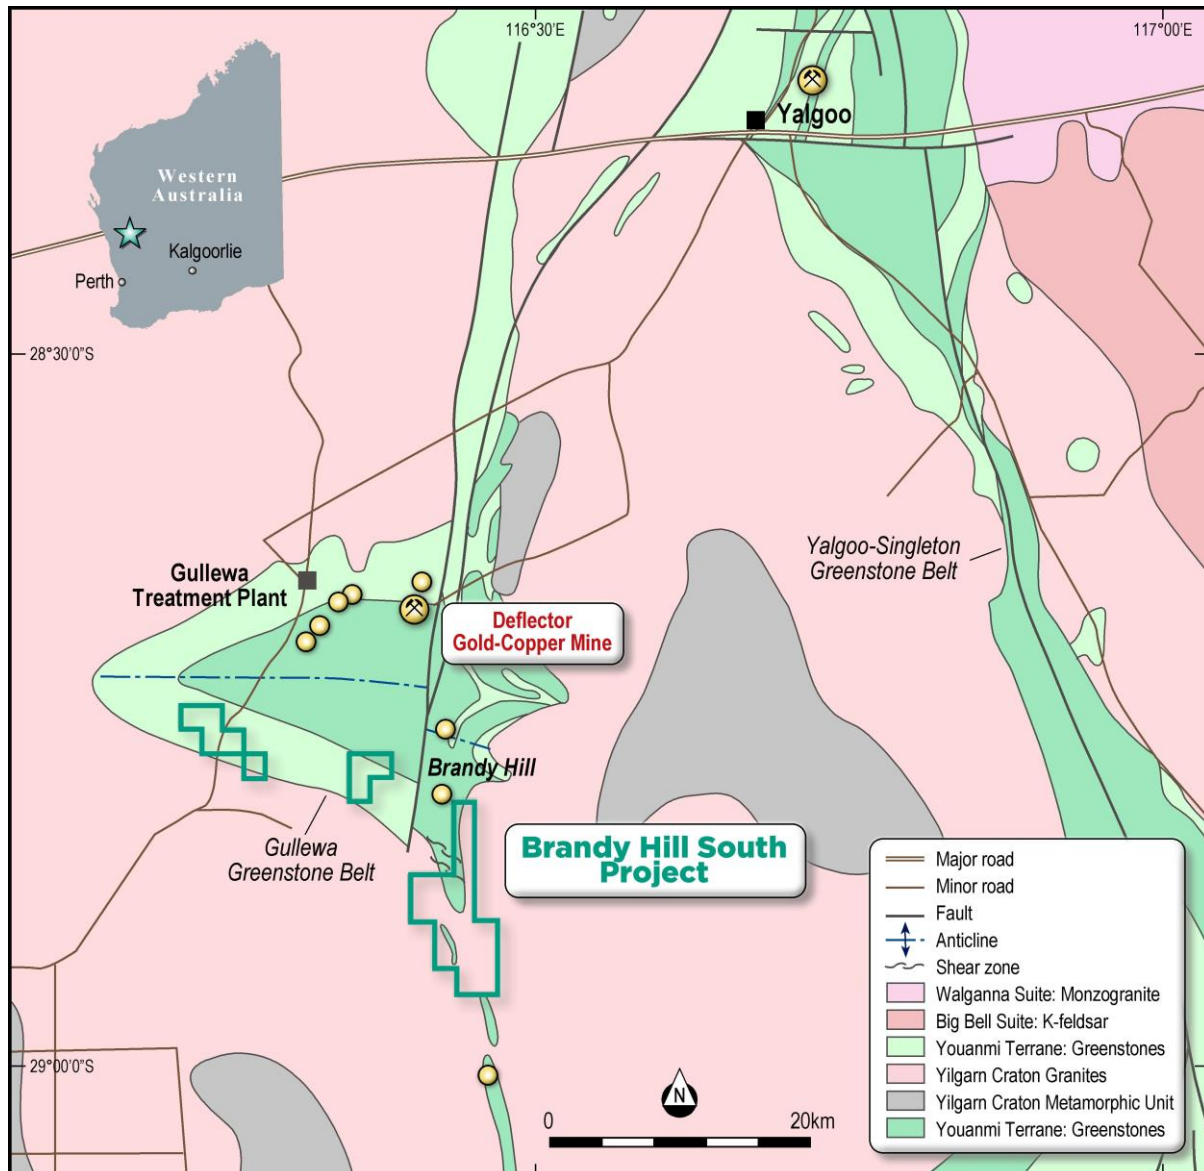 116°30'E
117°00'E
Yalgoo
Western
Australia
Kalgoorlie
Perth
28°30'0"S
Yalgoo-Singleton
Greenstone Belt
Gullewa
Treatment Plant
Deflector
Gold-Copper Mine
Brandy Hill
Gullewa
Greenstone Belt
Brandy Hill South
Project
29°00'0"S
N
0
20km
Major road
Minor road
Fault
Anticline
Shear zone
Walganna Suite: Monzogranite
Big Bell Suite: K-feldsar
Youanmi Terrane: Greenstones
Yilgarn Craton Granites
Yilgarn Craton Metamorphic Unit
Youanmi Terrane: Greenstones